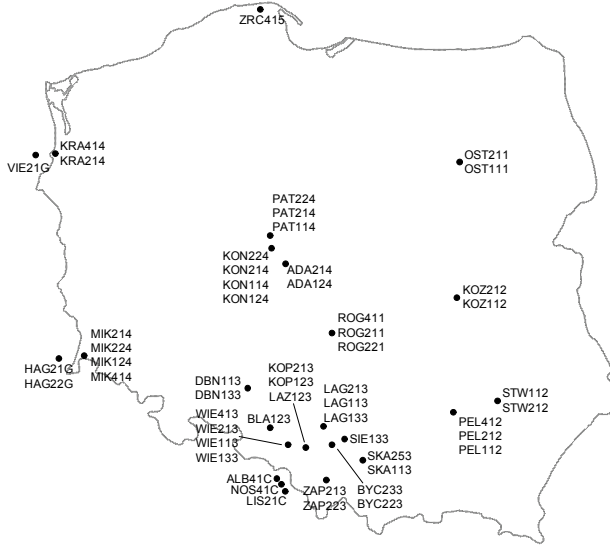 ZRC415
KRA414
KRA214
VIE21G
OST211
OST111
PAT224
PAT214
PAT114
KON224
KON214
KON114
KON124
ADA214
ADA124
KOZ212
KOZ112
ROG411
ROG211
ROG221
MIK214
MIK224
MIK124
MIK414
HAG21G
HAG22G
DBN113
DBN133
KOP213
KOP123
LAZ123
LAG213
LAG113
LAG133
STW112
STW212
WIE413
WIE213
WIE113
WIE133
BLA123
SIE133
PEL412
PEL212
PEL112
SKA253
SKA113
ALB41C
NOS41C
LIS21C
ZAP213
ZAP223
BYC233
BYC223